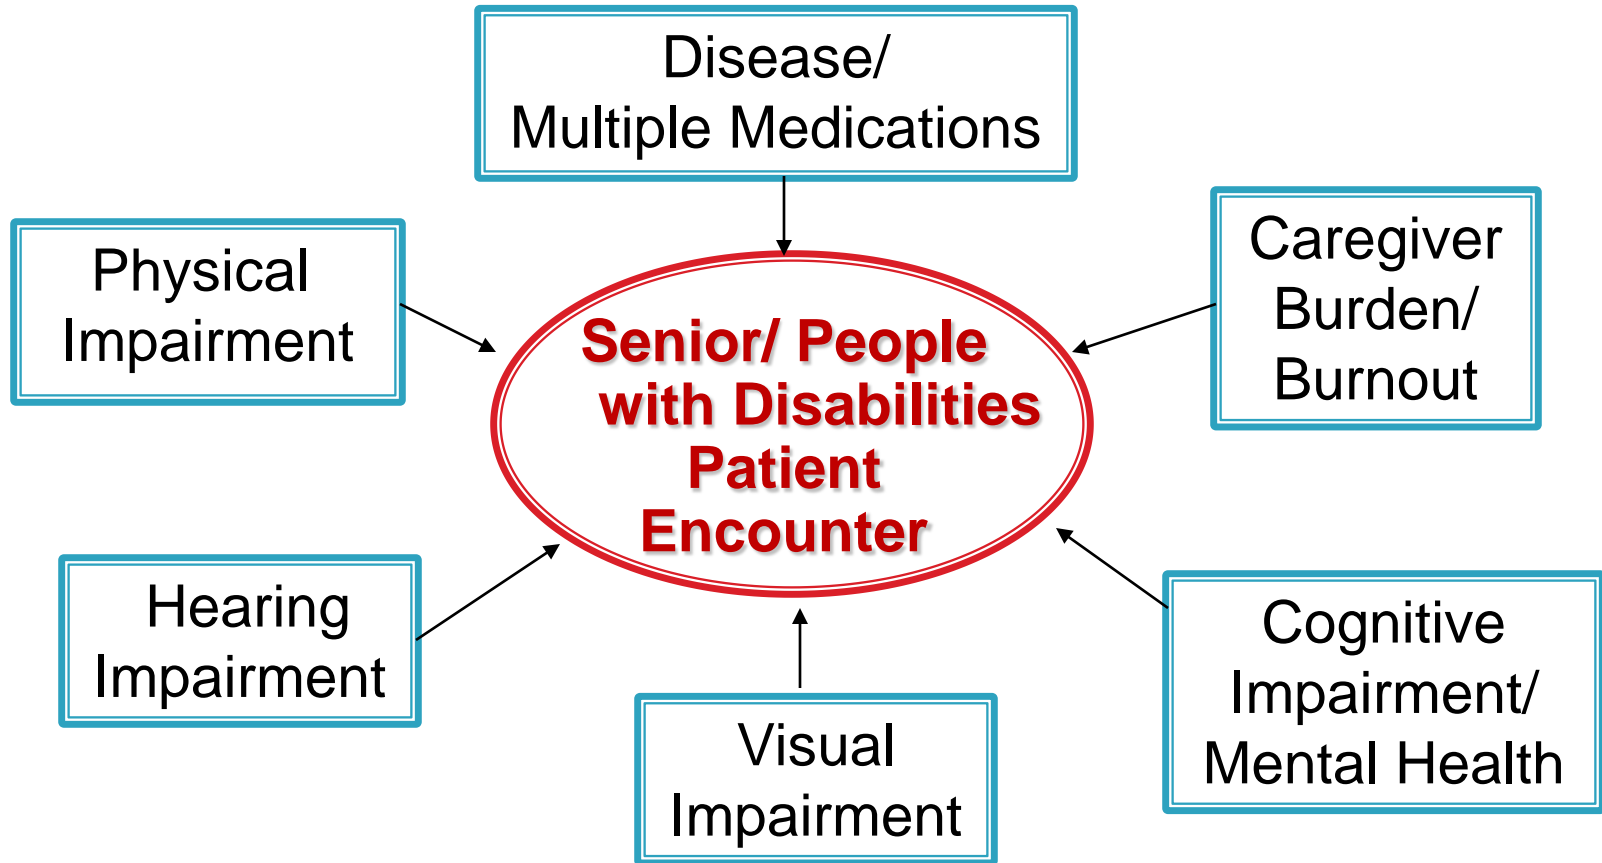 Disease/
Multiple Medications
Physical
Impairment
Caregiver
Burden/
Burnout
Senior/ People
with Disabilities
Patient
Encounter
Hearing
Impairment
Visual
Impairment
Cognitive
Impairment/
Mental Health